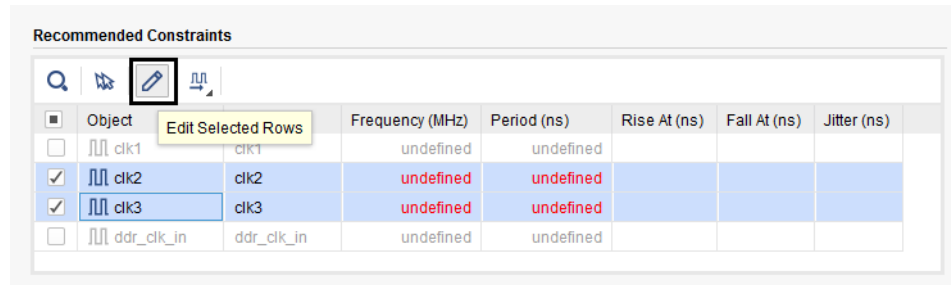 Recommended Constraints
Object Frequency (MHz) Period (ns) Rise At (ns) Fall At (ns) Jitter (ns)
Edit Selected Rows
clk1 clk1 undefined undefined
clk2 clk2 undefined undefined
clk3 clk3 undefined undefined
ddr_clk_in ddr_clk_in undefined undefined